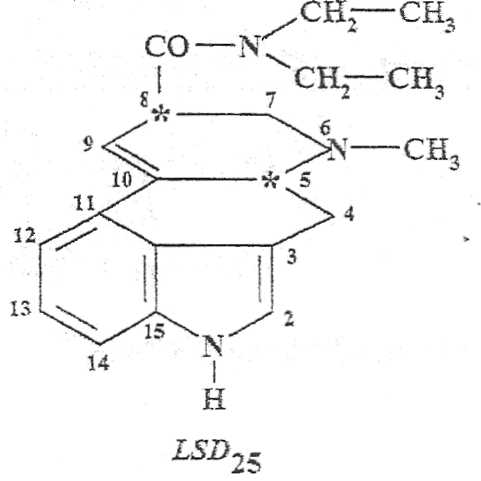 CH2—CH3
CO—N
CH2—CH3
8 * 7
9 6 N—CH3
10 * 5
11 4
12 3
13 15 2
14 N
H
LSD25